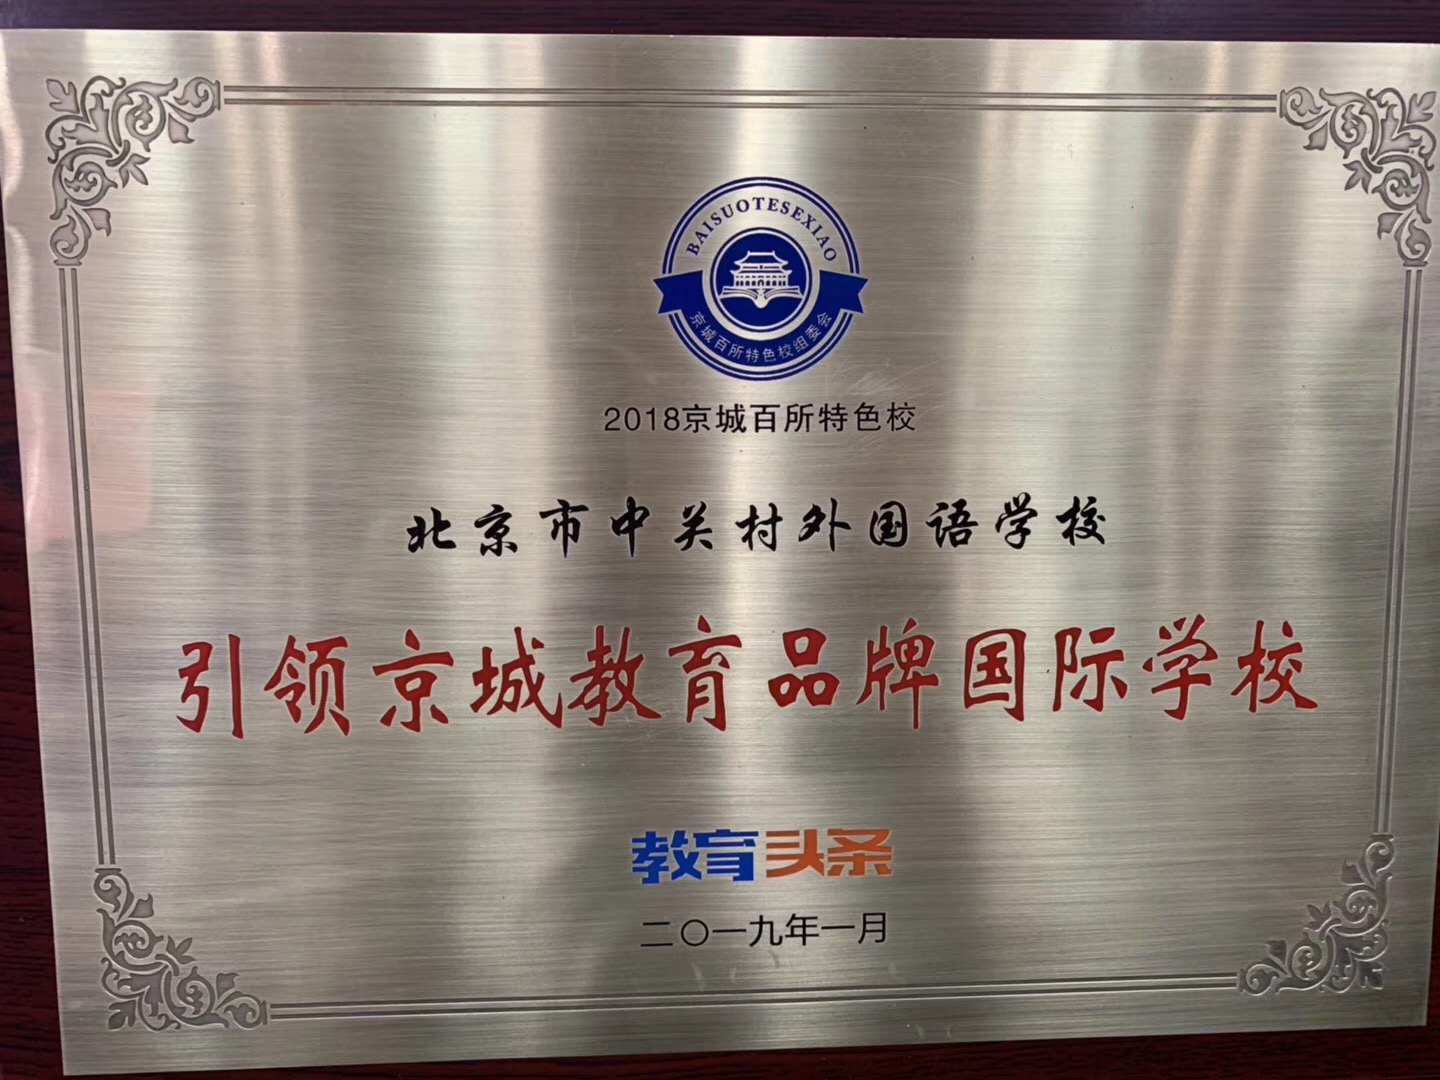 BAISUOTESEXIAO
京城百所特色校组委会
2018京城百所特色校
北京市中关村外国语学校
引领京城教育品牌国际学校
教育头条
二〇一九年一月